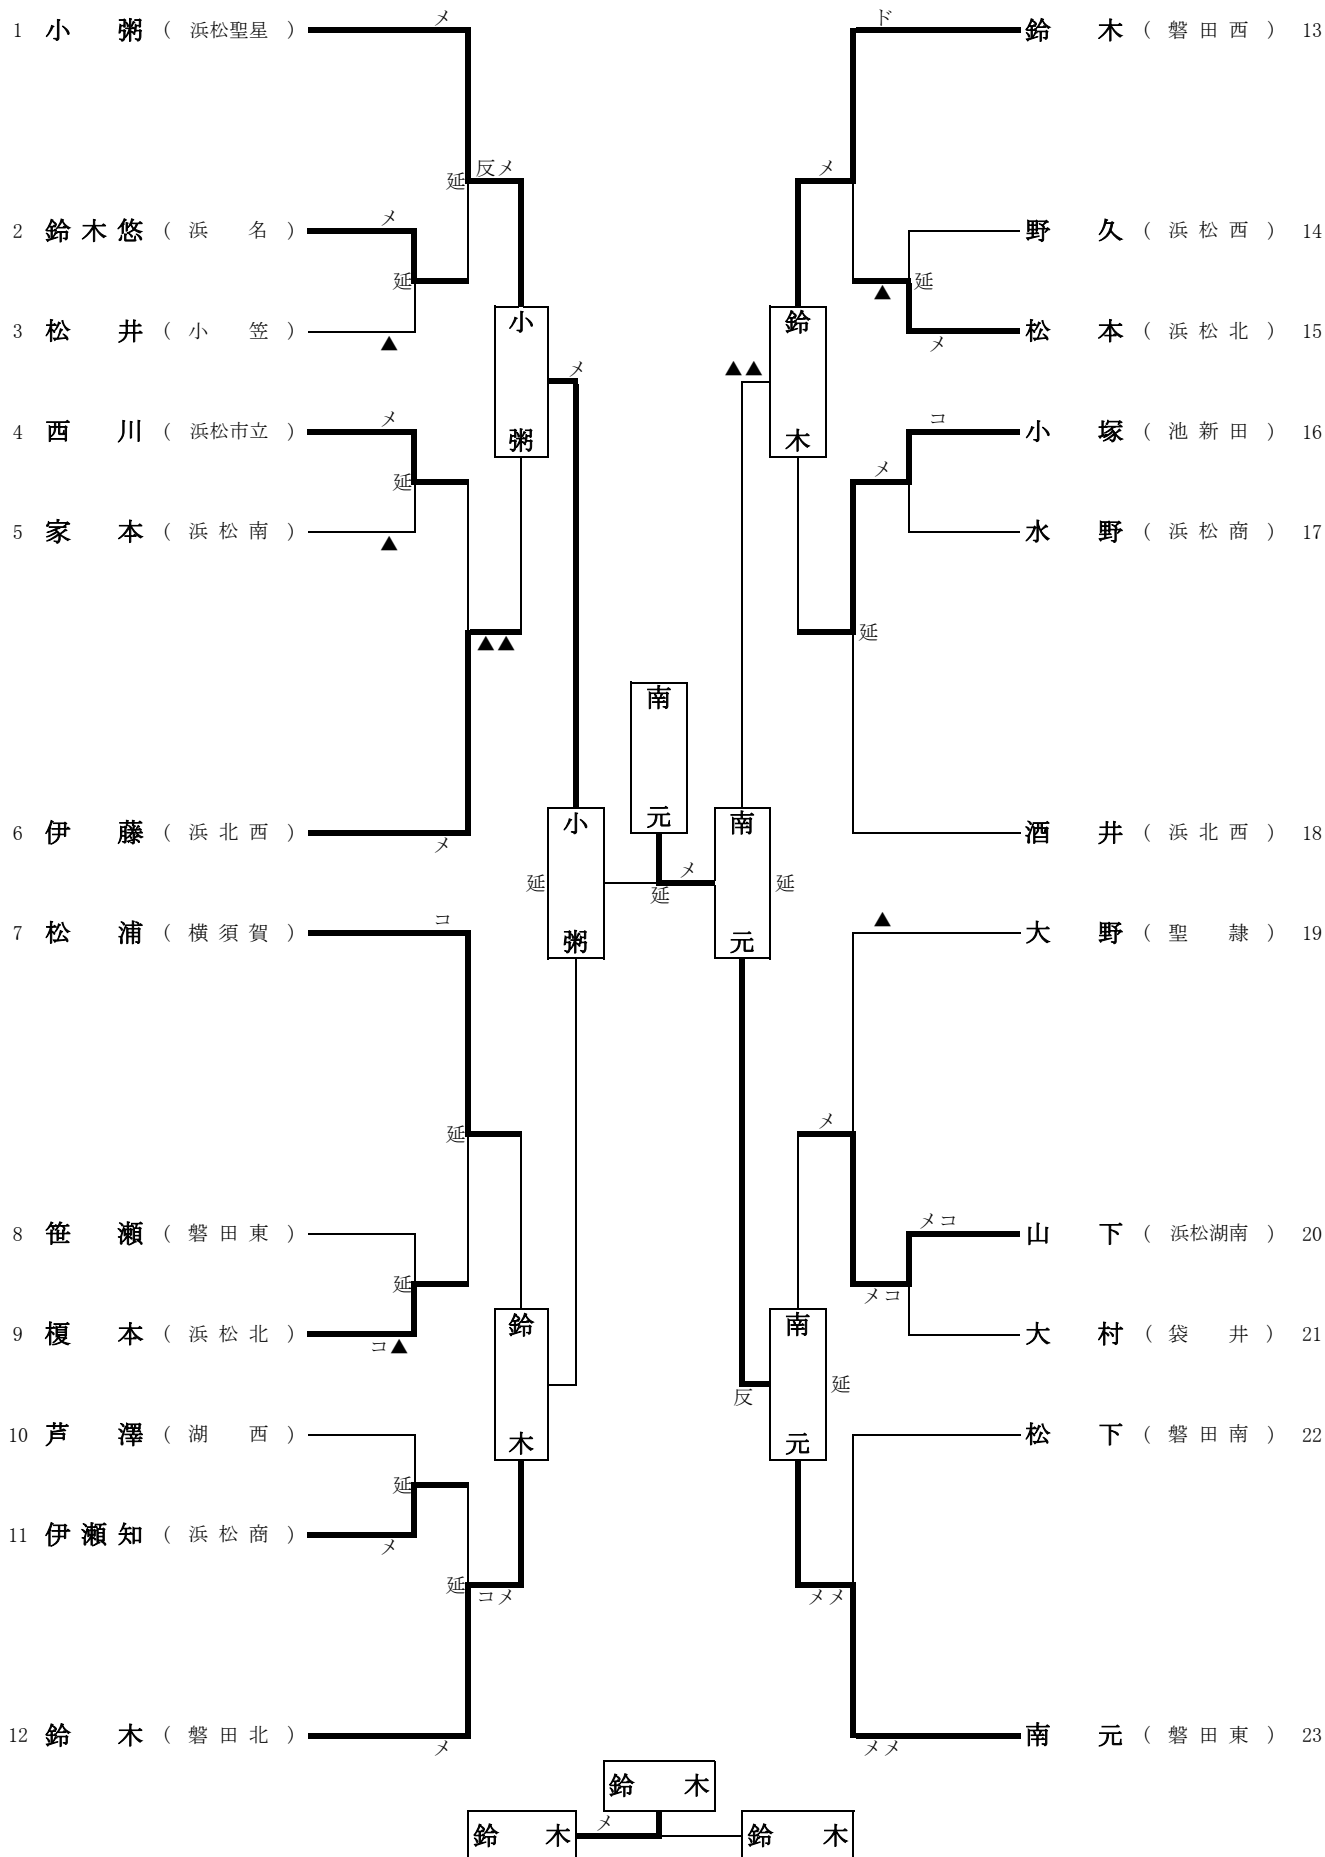 1 小 粥 ( 浜松聖星 ) メ
ド 鈴 木 ( 磐 田 西 ) 13
延 反メ
メ
2 鈴 木 悠 ( 浜 名 ) メ
野 久 ( 浜 松 西 ) 14
延
▲ 延
3 松 井 ( 小 笠 ) ▲
メ 松 本 ( 浜 松 北 ) 15
小 粥
鈴 木
メ
▲▲
4 西 川 ( 浜松市立 ) メ
コ 小 塚 ( 池 新 田 ) 16
延
メ
5 家 本 ( 浜 松 南 ) ▲
水 野 ( 浜 松 商 ) 17
▲▲
延
南 元
6 伊 藤 ( 浜 北 西 ) メ
酒 井 ( 浜 北 西 ) 18
延 小 粥
延 メ
南 元 延
7 松 浦 ( 横 須 賀 ) コ
▲ 大 野 ( 聖 隷 ) 19
延
メ
8 笹 瀬 ( 磐 田 東 )
メコ 山 下 ( 浜松湖南 ) 20
延
メコ
9 榎 本 ( 浜 松 北 ) コ▲
大 村 ( 袋 井 ) 21
鈴 木
反
南 元 延
10 芦 澤 ( 湖 西 )
松 下 ( 磐 田 南 ) 22
延
11 伊 瀬 知 ( 浜 松 商 ) メ
延 コメ
メメ
12 鈴 木 ( 磐 田 北 ) メ
メメ 南 元 ( 磐 田 東 ) 23
鈴 木
鈴 木 メ 鈴 木